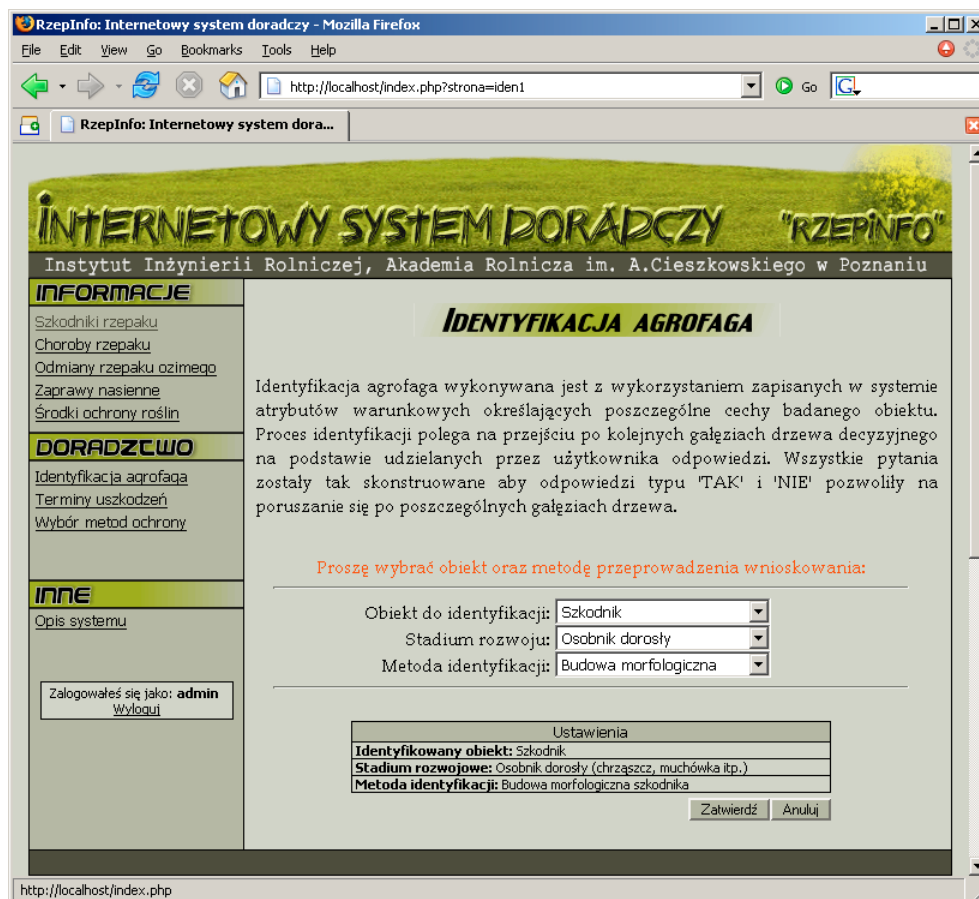 RzepInfo: Internetowy system doradczy - Mozilla Firefox
File Edit View Go Bookmarks Tools Help
http://localhost/index.php?strona=iden1
Go
G
RzepInfo: Internetowy system dora...
INTERNETOWY SYSTEM DORADCZY "RZEPINFO"
Instytut Inżynierii Rolniczej, Akademia Rolnicza im. A.Cieszkowskiego w Poznaniu
INFORMACJE
Szkodniki rzepaku
Choroby rzepaku
Odmiany rzepaku ozimego
Zaprawy nasienne
Środki ochrony roślin
DORADZTWO
Identyfikacja agrofaga
Terminy uszkodzeń
Wybór metod ochrony
INNE
Opis systemu
Zalogowałeś się jako: admin
Wyloguj
IDENTYFIKACJA AGROFAGA
Identyfikacja agrofaga wykonywana jest z wykorzystaniem zapisanych w systemie
atrybutów warunkowych określających poszczególne cechy badanego obiektu.
Proces identyfikacji polega na przejściu po kolejnych gałęziach drzewa decyzyjnego
na podstawie udzielanych przez użytkownika odpowiedzi. Wszystkie pytania
zostały tak skonstruowane aby odpowiedzi typu 'TAK' i 'NIE' pozwoliły na
poruszanie się po poszczególnych gałęziach drzewa.
Proszę wybrać obiekt oraz metodę przeprowadzenia wnioskowania:
Obiekt do identyfikacji: Szkodnik
Stadium rozwoju: Osobnik dorosły
Metoda identyfikacji: Budowa morfologiczna
Ustawienia
Identyfikowany obiekt: Szkodnik
Stadium rozwojowe: Osobnik dorosły (chrząszcz, muchówka itp.)
Metoda identyfikacji: Budowa morfologiczna szkodnika
Zatwierdź Anuluj
http://localhost/index.php